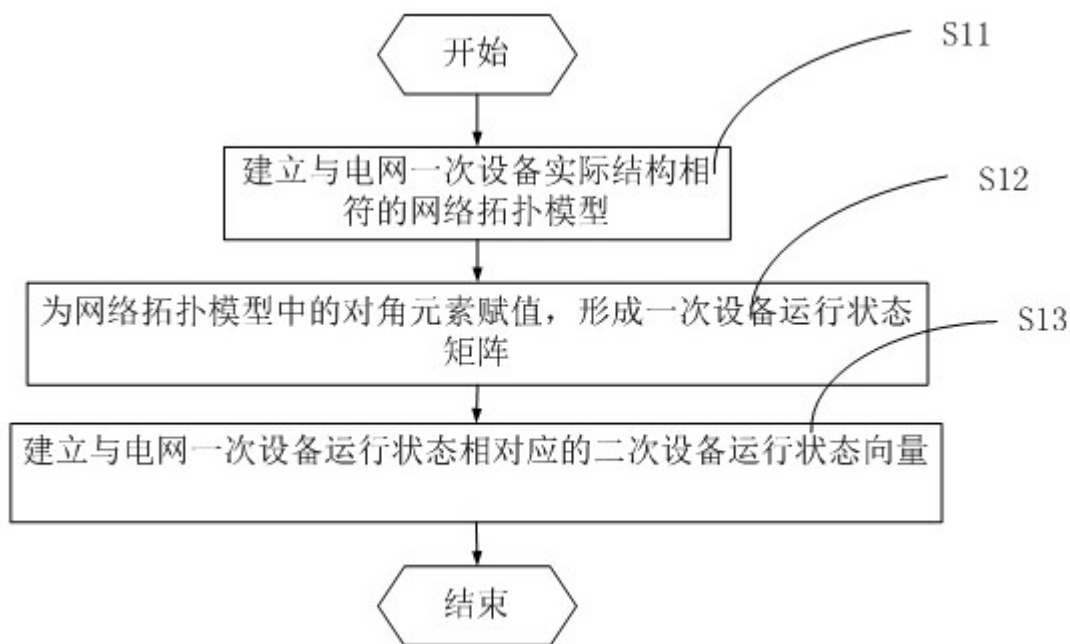 开始
S11
建立与电网一次设备实际结构相
符的网络拓扑模型
S12
为网络拓扑模型中的对角元素赋值，形成一次设备运行状态
矩阵
S13
建立与电网一次设备运行状态相对应的二次设备运行状态向量
结束